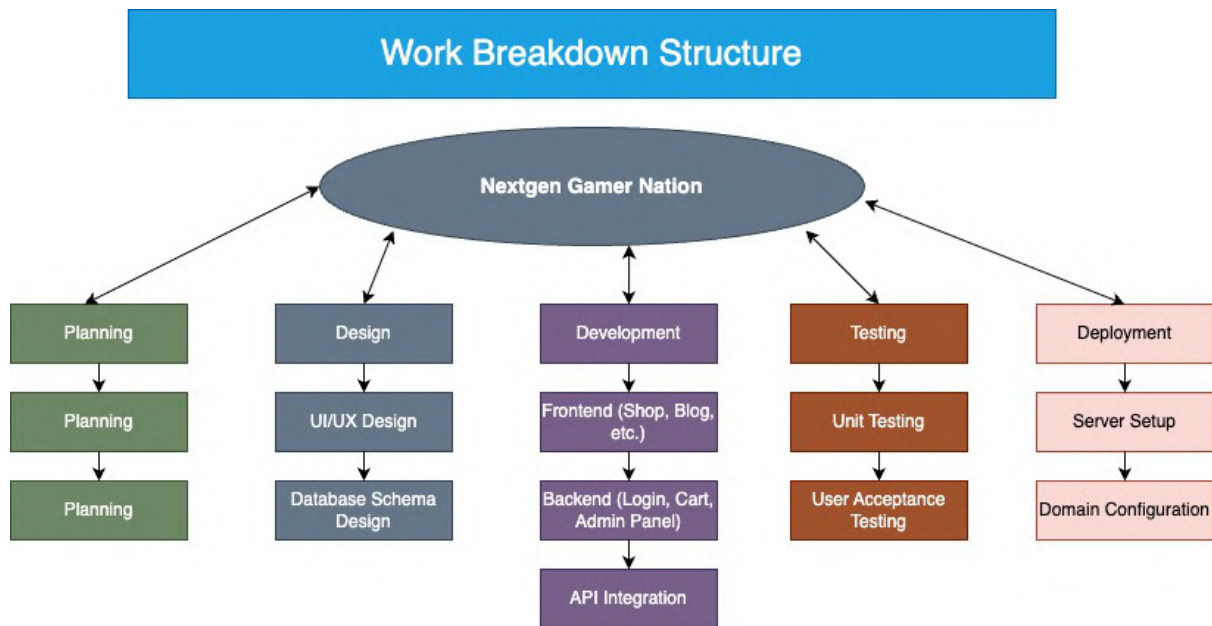 Work Breakdown Structure
Nextgen Gamer Nation
Planning
Design
Development
Testing
Deployment
Planning
UI/UX Design
Frontend (Shop, Blog,
etc.)
Unit Testing
Server Setup
Planning
Database Schema
Design
Backend (Login, Cart,
Admin Panel)
User Acceptance
Testing
Domain Configuration
API Integration